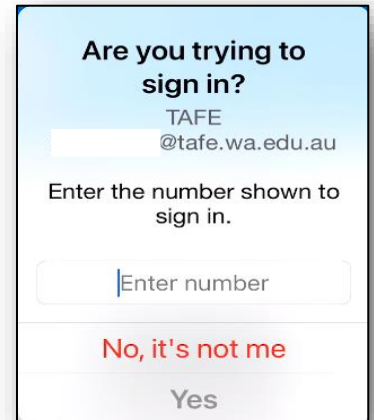 Are you trying to
sign in?
TAFE
@tafe.wa.edu.au
Enter the number shown to
sign in.
Enter number
No, it's not me
Yes